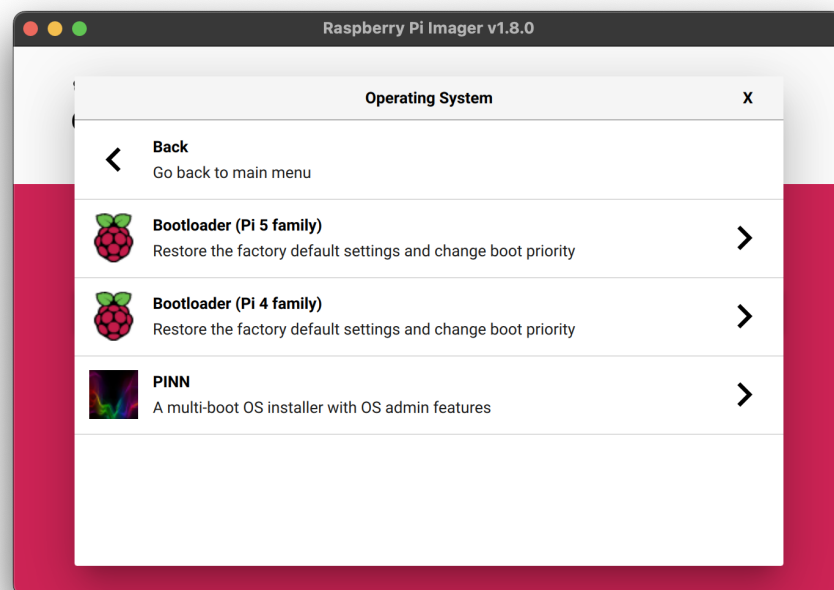 Raspberry Pi Imager v1.8.0
Operating System X
Back
Go back to main menu
Bootloader (Pi 5 family)
Restore the factory default settings and change boot priority
Bootloader (Pi 4 family)
Restore the factory default settings and change boot priority
PINN
A multi-boot OS installer with OS admin features